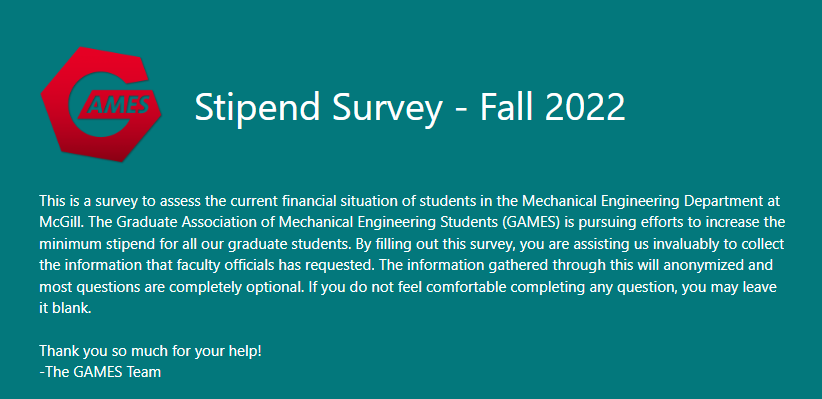 GAMES
Stipend Survey - Fall 2022
This is a survey to assess the current financial situation of students in the Mechanical Engineering Department at
McGill. The Graduate Association of Mechanical Engineering Students (GAMES) is pursuing efforts to increase the
minimum stipend for all our graduate students. By filling out this survey, you are assisting us invaluably to collect
the information that faculty officials has requested. The information gathered through this will anonymized and
most questions are completely optional. If you do not feel comfortable completing any question, you may leave
it blank.
Thank you so much for your help!
-The GAMES Team